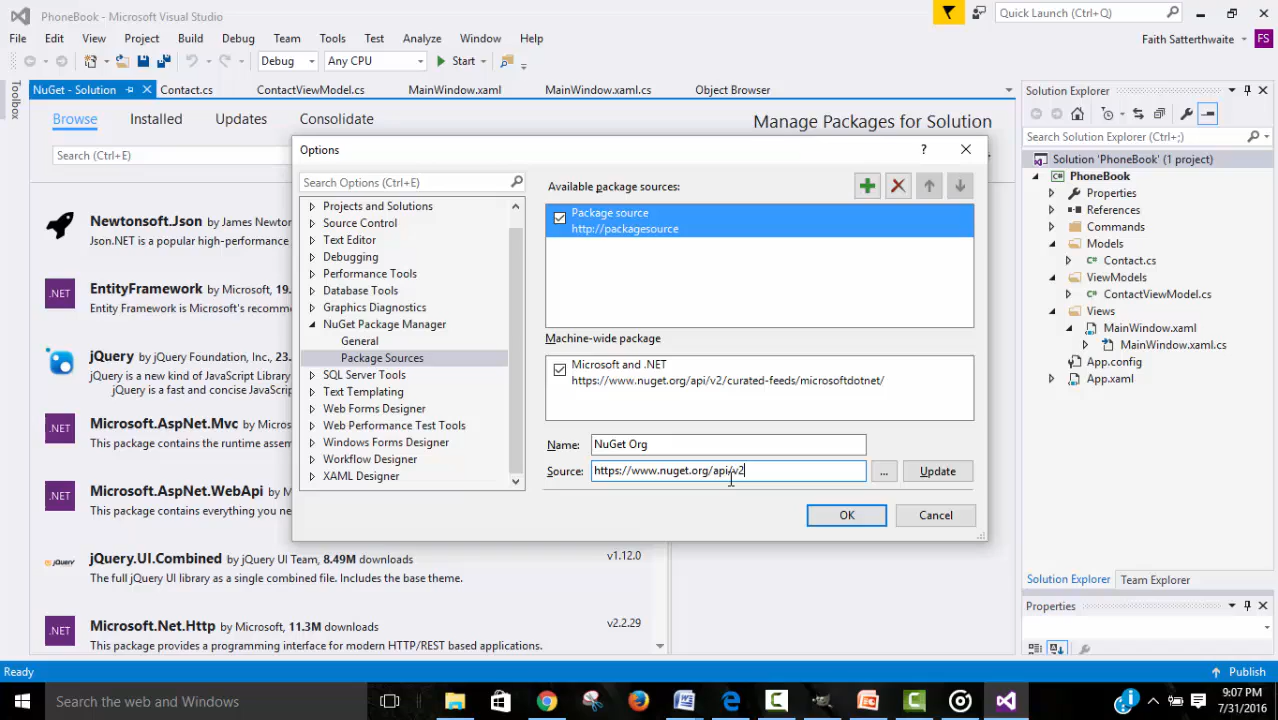 PhoneBook - Microsoft Visual Studio
Quick Launch (Ctrl+Q)
File Edit View Project Build Debug Team Tools Test Analyze Window Help
Faith Satterthwaite FS
Debug Any CPU Start
Toolbox
NuGet - Solution Contact.cs ContactViewModel.cs MainWindow.xaml MainWindow.xaml.cs Object Browser
Browse Installed Updates Consolidate
Manage Packages for Solution
Search (Ctrl+E)
Newtonsoft.Json by James Newton
Json.NET is a popular high-performance
.NET
EntityFramework by Microsoft, 19.
Entity Framework is Microsoft's recomme
jQuery by jQuery Foundation, Inc., 23.
jQuery is a new kind of JavaScript Library
jQuery is a fast and concise JavaScript
.NET
Microsoft.AspNet.Mvc by Micros
This package contains the runtime assem
.NET
Microsoft.AspNet.WebApi by Micros
This package contains everything you nee
jQuery
jQuery.UI.Combined by jQuery UI Team, 8.49M downloads
v1.12.0
The full jQuery UI library as a single combined file. Includes the base theme.
.NET
Microsoft.Net.Http by Microsoft, 11.3M downloads
v2.2.29
This package provides a programming interface for modern HTTP/REST based applications.
Options
?
Search Options (Ctrl+E)
Projects and Solutions
Source Control
Text Editor
Debugging
Performance Tools
Database Tools
Graphics Diagnostics
NuGet Package Manager
General
Package Sources
SQL Server Tools
Text Templating
Web Forms Designer
Web Performance Test Tools
Windows Forms Designer
Workflow Designer
XAML Designer
Available package sources:
Package source
http://packagesource
Machine-wide package
Microsoft and .NET
https://www.nuget.org/api/v2/curated-feeds/microsoftdotnet/
Name: NuGet Org
Source: https://www.nuget.org/api/v2 ... Update
OK Cancel
Solution Explorer
Search Solution Explorer (Ctrl+;)
Solution 'PhoneBook' (1 project)
PhoneBook
Properties
References
Commands
Models
Contact.cs
ViewModels
ContactViewModel.cs
Views
MainWindow.xaml
MainWindow.xaml.cs
App.config
App.xaml
Solution Explorer Team Explorer
Properties
Ready
Publish
Search the web and Windows
9:07 PM
7/31/2016